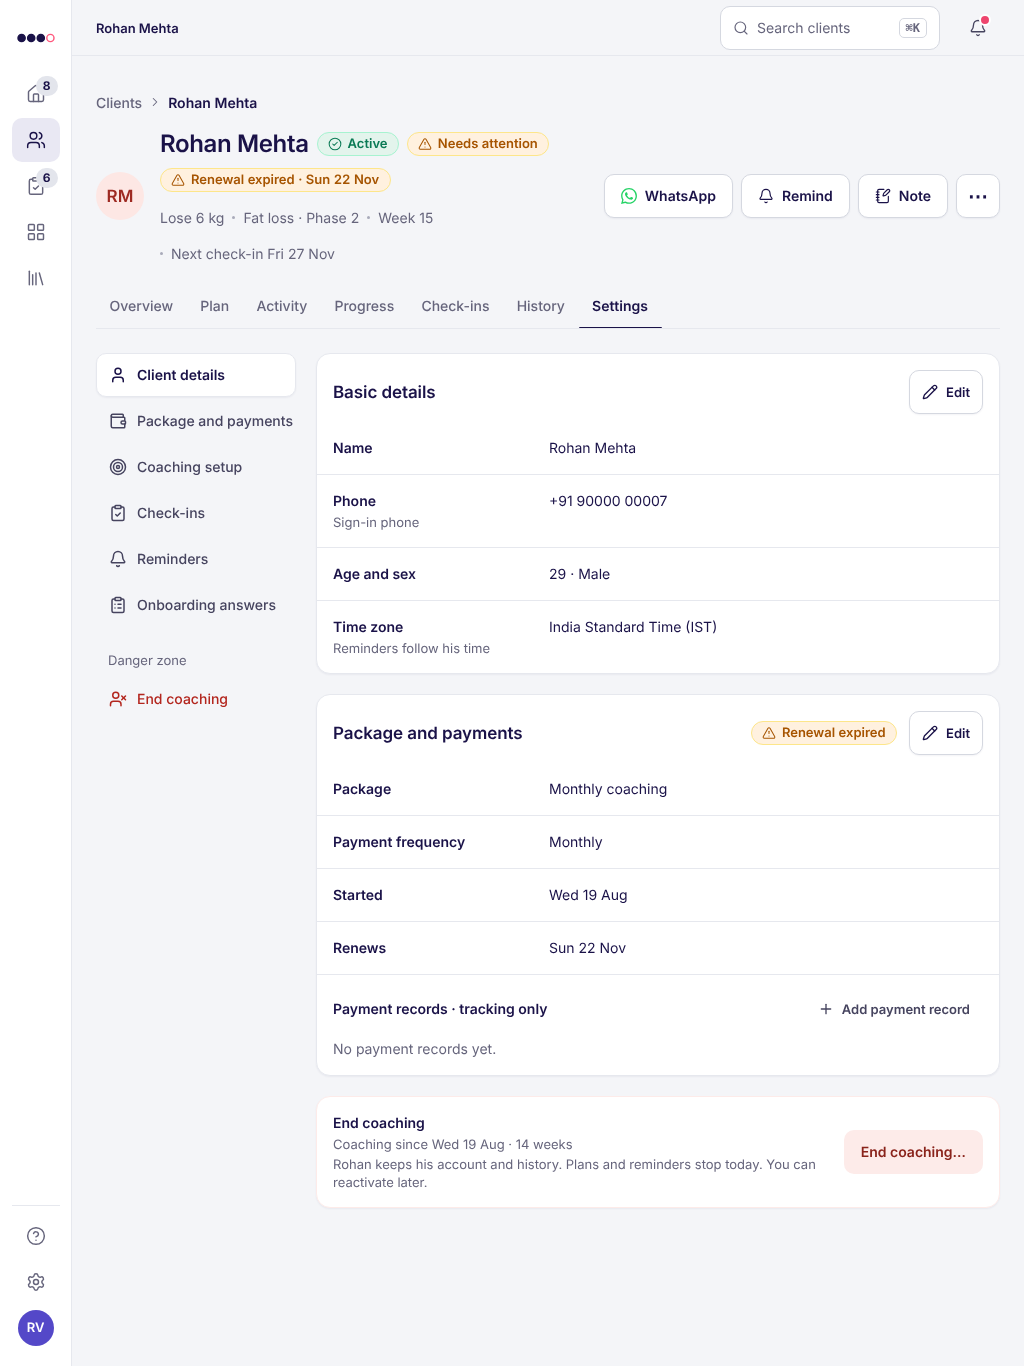 Rohan Mehta
Search clients
⌘K
8
6
Clients
Rohan Mehta
RM
Rohan Mehta
Active
Needs attention
Renewal expired · Sun 22 Nov
Lose 6 kg • Fat loss · Phase 2 • Week 15
• Next check-in Fri 27 Nov
WhatsApp
Remind
Note
Overview
Plan
Activity
Progress
Check-ins
History
Settings
Client details
Package and payments
Coaching setup
Check-ins
Reminders
Onboarding answers
Danger zone
End coaching
Basic details
Edit
Name
Rohan Mehta
Phone
+91 90000 00007
Sign-in phone
Age and sex
29 · Male
Time zone
India Standard Time (IST)
Reminders follow his time
Package and payments
Renewal expired
Edit
Package
Monthly coaching
Payment frequency
Monthly
Started
Wed 19 Aug
Renews
Sun 22 Nov
Payment records · tracking only
Add payment record
No payment records yet.
End coaching
Coaching since Wed 19 Aug · 14 weeks
Rohan keeps his account and history. Plans and reminders stop today. You can
reactivate later.
End coaching...
RV